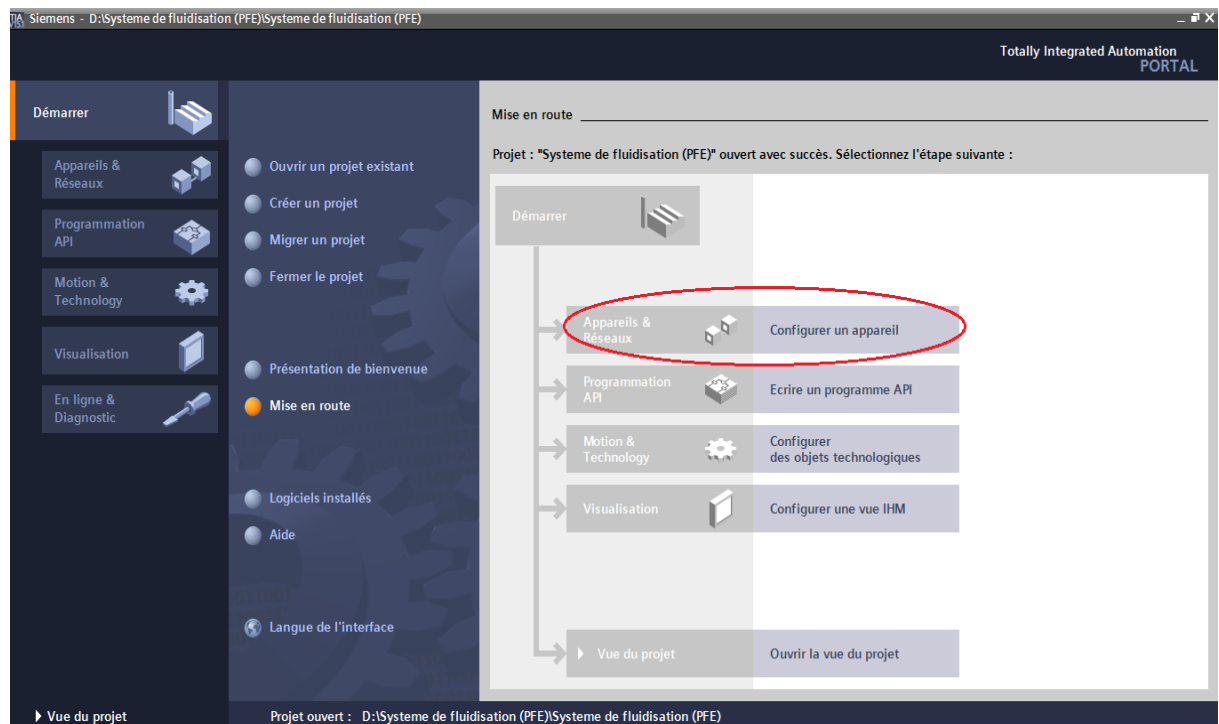 Siemens - D:\Systeme de fluidisation (PFE)\Systeme de fluidisation (PFE)
Totally Integrated Automation
PORTAL
Démarrer
Appareils &
Réseaux
Programmation
API
Motion &
Technology
Visualisation
En ligne &
Diagnostic
Ouvrir un projet existant
Créer un projet
Migrer un projet
Fermer le projet
Présentation de bienvenue
Mise en route
Logiciels installés
Aide
Langue de l'interface
Mise en route
Projet : "Systeme de fluidisation (PFE)" ouvert avec succès. Sélectionnez l'étape suivante :
Démarrer
Appareils &
Réseaux
Configurer un appareil
Programmation
API
Ecrire un programme API
Motion &
Technology
Configurer
des objets technologiques
Visualisation
Configurer une vue IHM
Vue du projet
Ouvrir la vue du projet
Vue du projet
Projet ouvert : D:\Systeme de fluidisation (PFE)\Systeme de fluidisation (PFE)